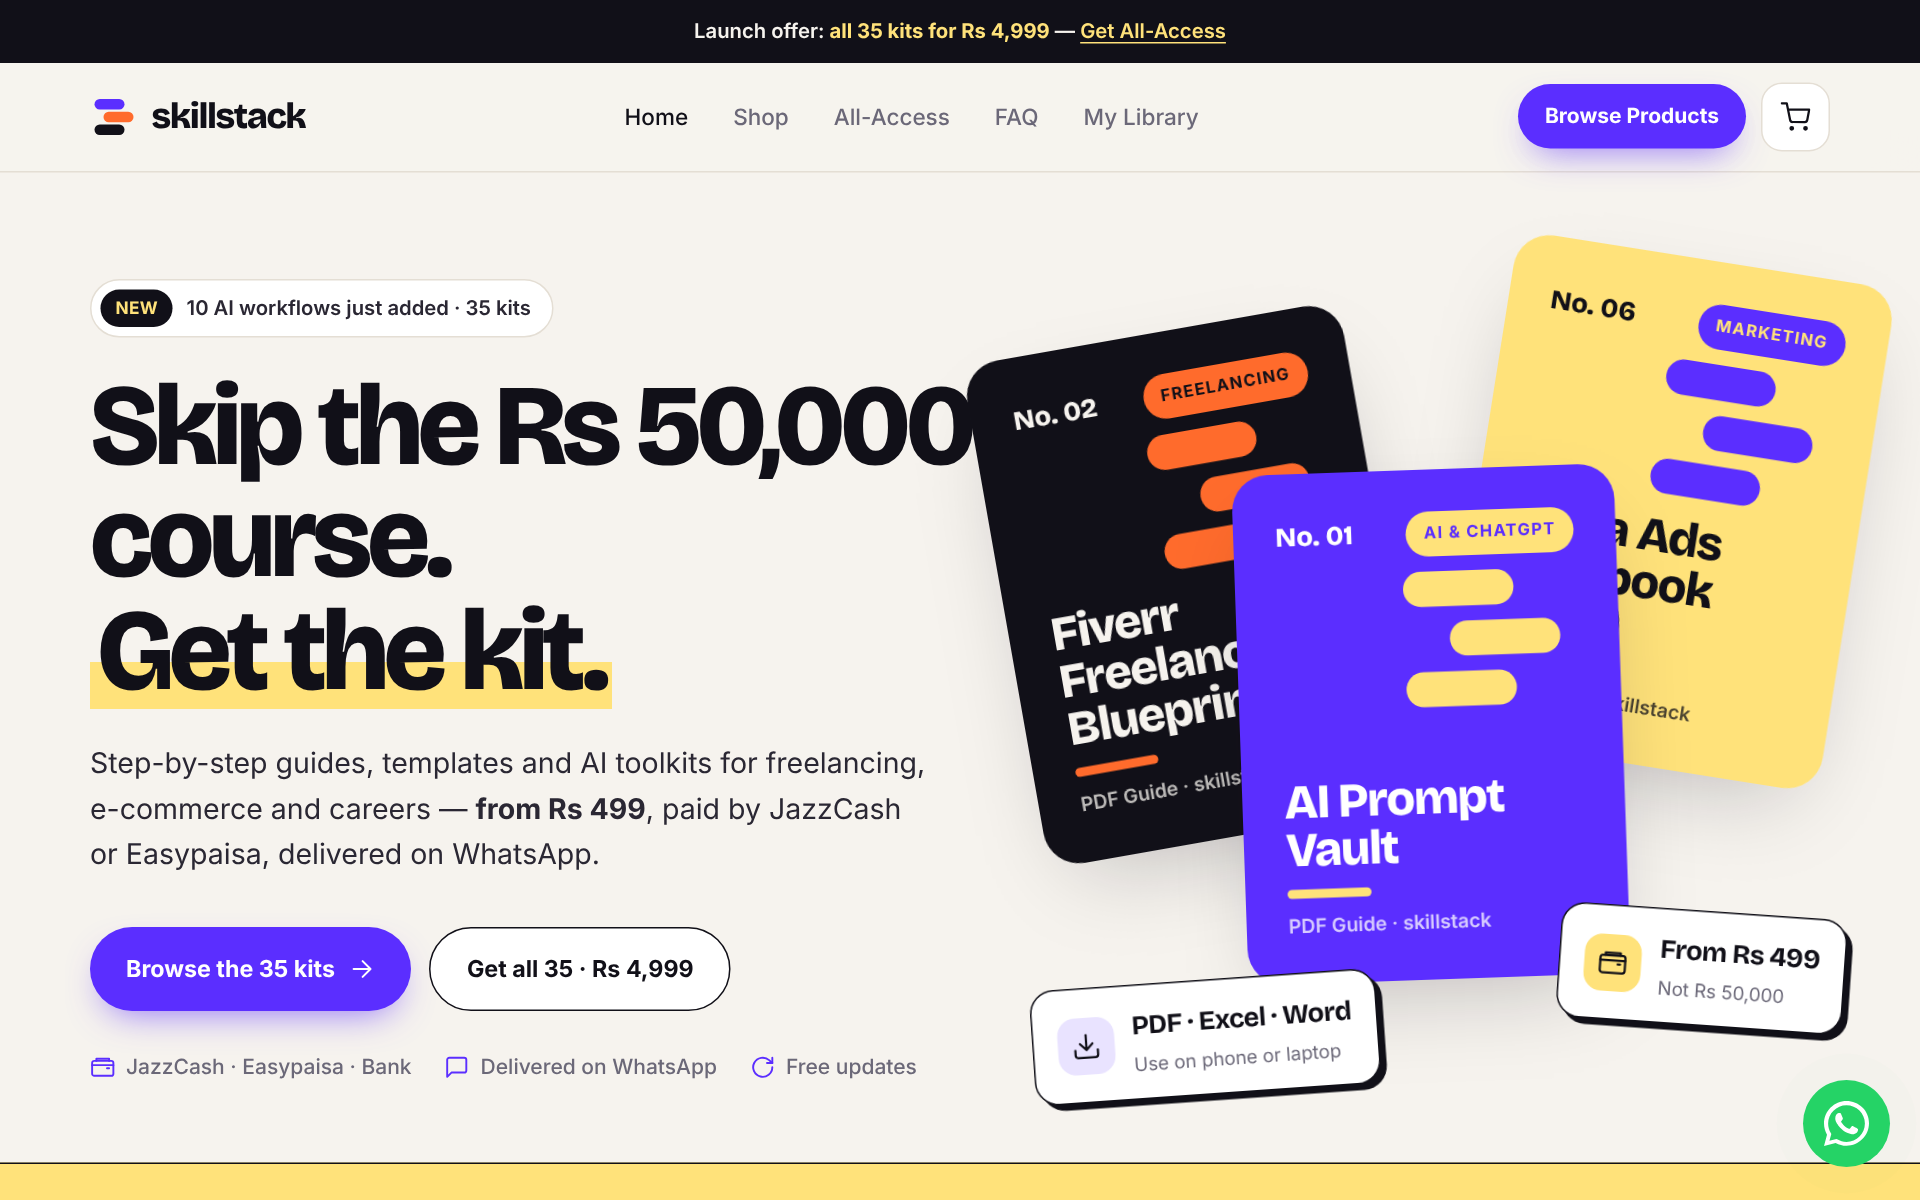 Launch offer: all 35 kits for Rs 4,999 — Get All-Access
skillstack
Home
Shop
All-Access
FAQ
My Library
Browse Products
NEW 10 AI workflows just added · 35 kits
Skip the Rs 50,000
course.
Get the kit.
Step-by-step guides, templates and AI toolkits for freelancing,
e-commerce and careers — from Rs 499, paid by JazzCash
or Easypaisa, delivered on WhatsApp.
Browse the 35 kits
Get all 35 · Rs 4,999
JazzCash · Easypaisa · Bank
Delivered on WhatsApp
Free updates
No. 02
FREELANCING
Fiverr
PDF Guide ·
No. 01
AI & CHATGPT
AI Prompt
Vault
PDF Guide · skillstack
No. 06
MARKETING
Ads
PDF · Excel · Word
Use on phone or laptop
From Rs 499
Not Rs 50,000